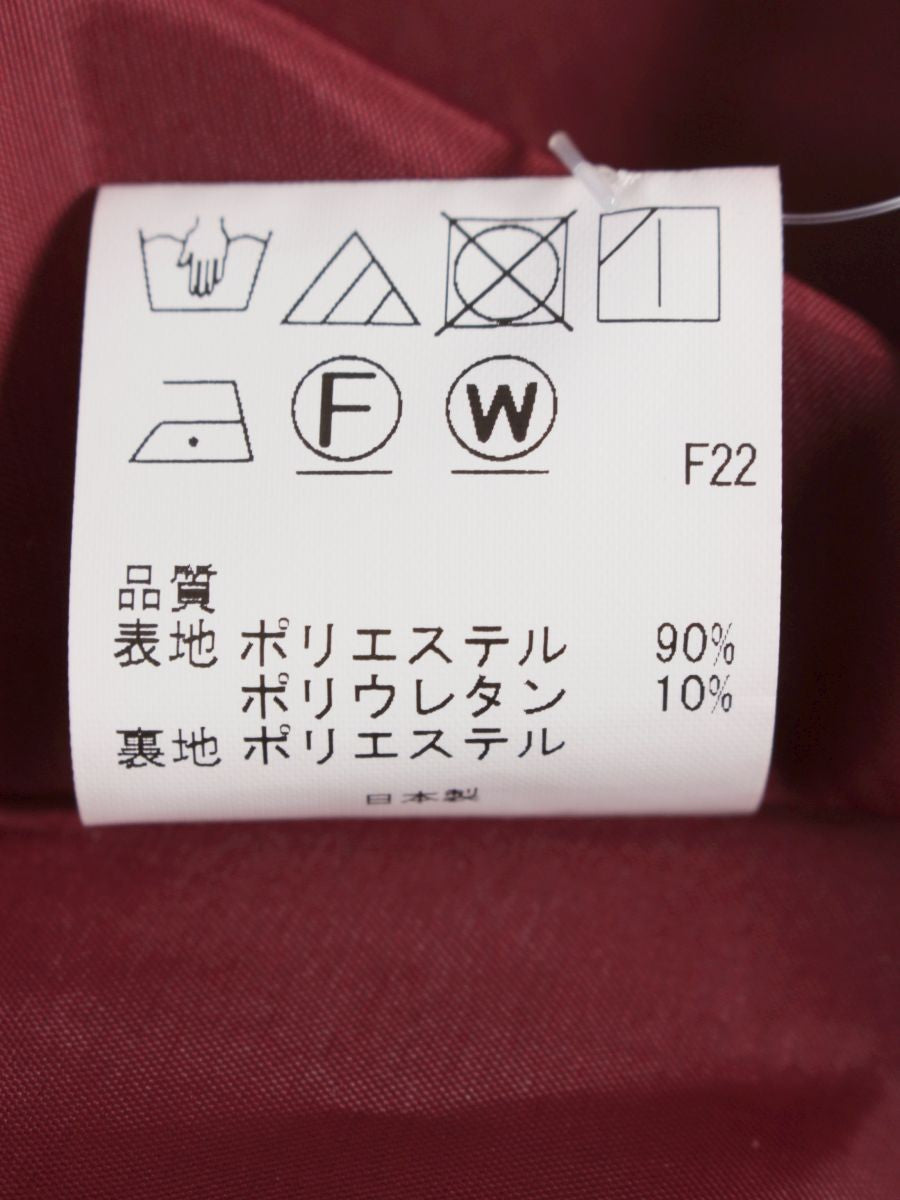 F W
F22
品質
表地 ポリエステル 90%
ポリウレタン 10%
裏地 ポリエステル
日本製